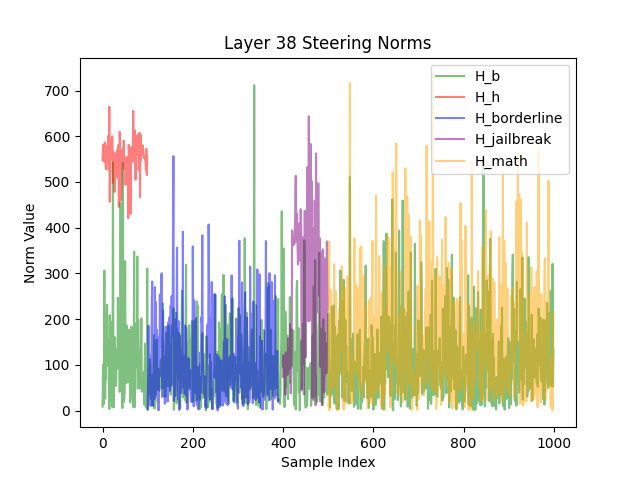 Layer 38 Steering Norms
H_b
H_h
H_borderline
H_jailbreak
H_math
Norm Value
700
600
500
400
300
200
100
0
0
200
400
600
800
1000
Sample Index